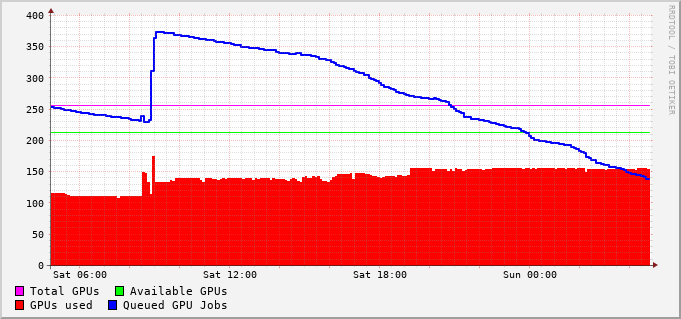 400
350
300
250
200
150
100
50
0
Sat 06:00 Sat 12:00 Sat 18:00 Sun 00:00
Total GPUs Available GPUs
GPUs used Queued GPU Jobs
RRDTOOL / TOBI OETIKER